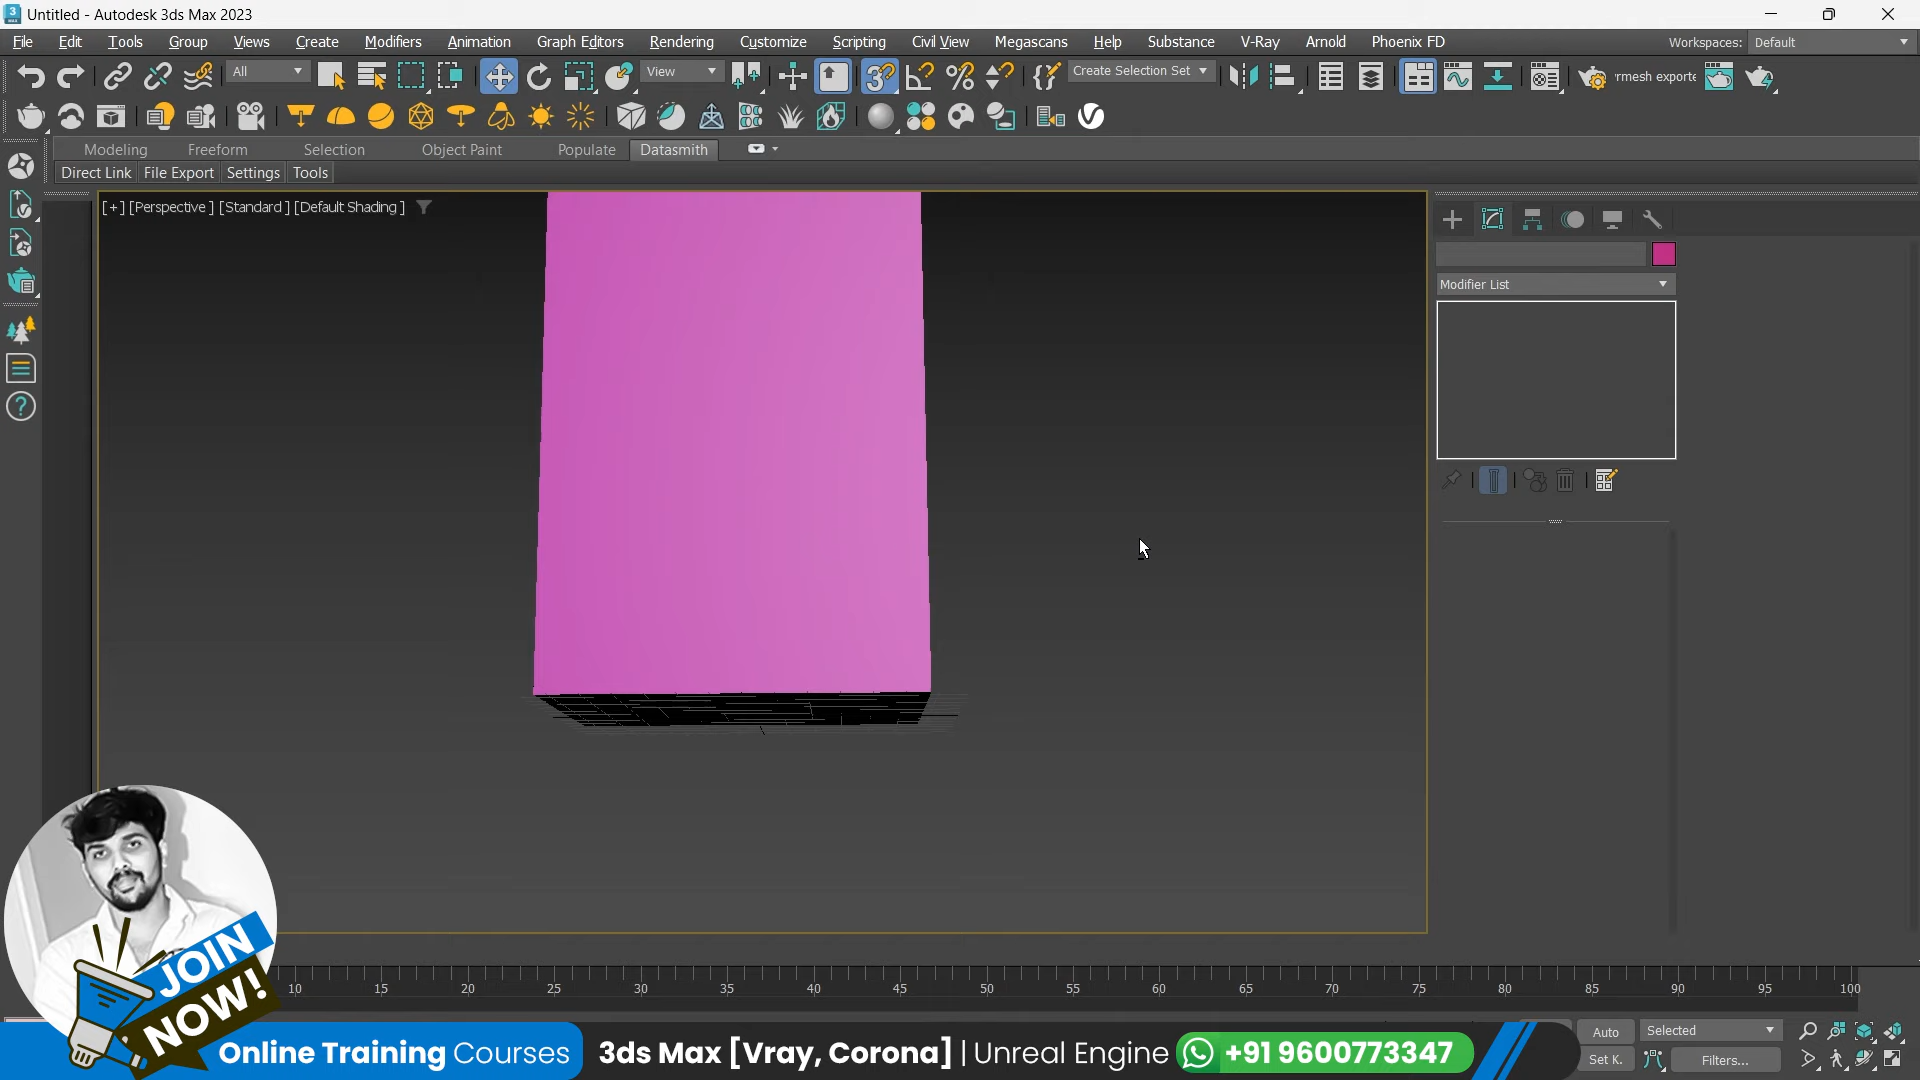 Untitled - Autodesk 3ds Max 2023
File Edit Tools Group Views Create Modifiers Animation Graph Editors Rendering Customize Scripting Civil View Megascans Help Substance V-Ray Arnold Phoenix FD Workspaces: Default
All View Create Selection Set rmesh exporte
Modeling Freeform Selection Object Paint Populate Datasmith
Direct Link File Export Settings Tools
[+] [Perspective ] [Standard ] [Default Shading ]
Modifier List
JOIN
NOW!
10 15 20 25 30 35 40 45 50 55 60 65 70 75 80 85 90 95 100
Auto Selected
Set K. Filters...
Online Training Courses 3ds Max [Vray, Corona] | Unreal Engine +91 9600773347